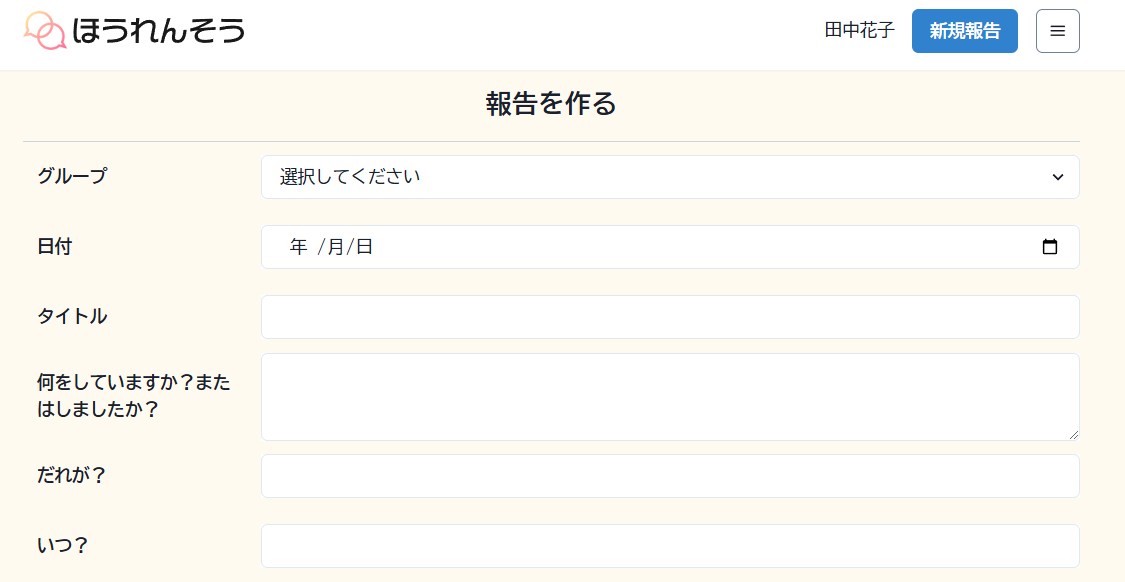 ほうれんそう
田中花子
新規報告
報告を作る
グループ
選択してください
日付
年 /月/日
タイトル
何をしていますか？また
はしましたか？
だれが？
いつ？